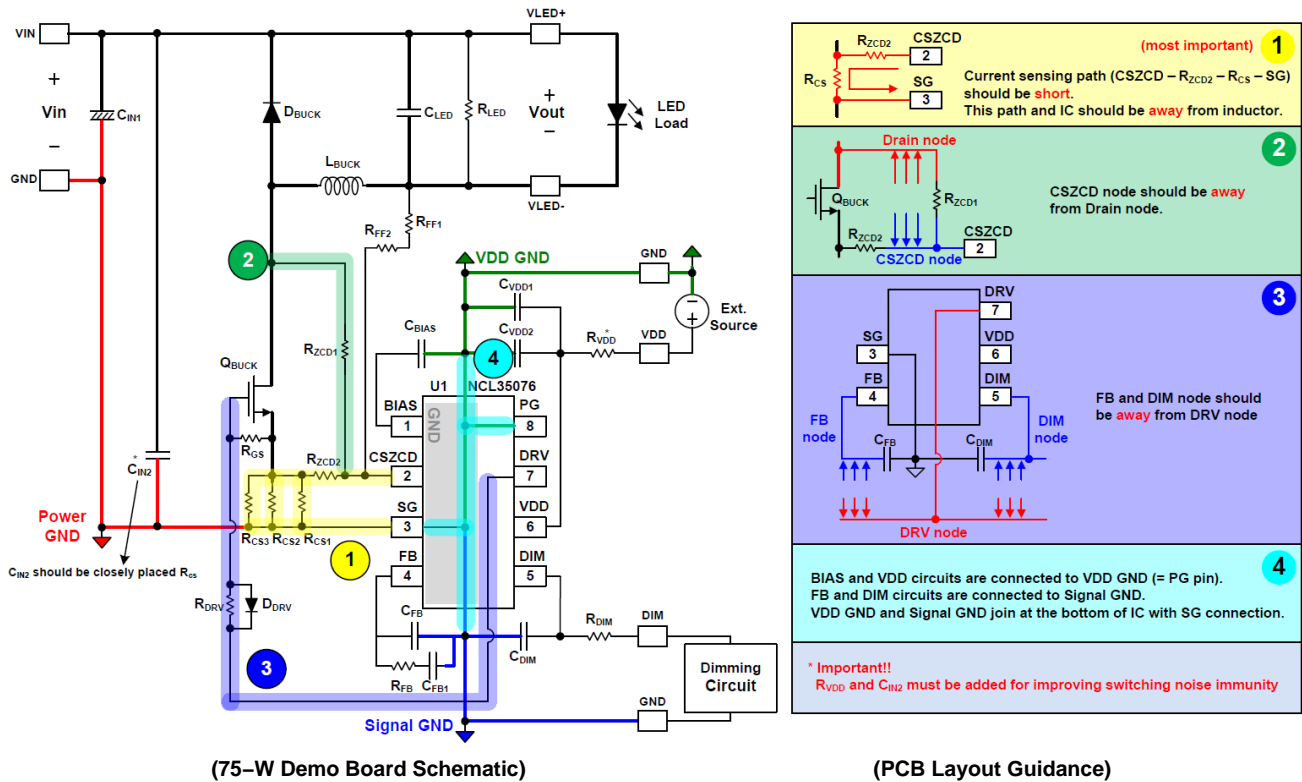 VIN
VLED+
+
Vin
−
CIN1
DBUCK
CLED
RLED
+
Vout
−
LED
Load
GND
LBUCK
VLED-
RFF1
RFF2
2
VDD GND
GND
CVDD1
−
+
Ext.
Source
CBIAS
CVDD2
RVDD*
VDD
RZCD1
4
QBUCK
U1
NCL35076
GND
BIAS
1
PG
8
RGS
RZCD2
CSZCD
2
DRV
7
*
CIN2
SG
3
VDD
6
Power
GND
RCS3
RCS2
RCS1
1
FB
4
DIM
5
CIN2 should be closely placed Rcs
RDRV
DDRV
CFB
RDIM
DIM
CDIM
3
RFB
CFB1
Dimming
Circuit
GND
Signal GND
(75−W Demo Board Schematic)
RZCD2
CSZCD
2
(most important)
1
RCS
SG
3
Current sensing path (CSZCD – RZCD2 – RCS – SG)
should be short.
This path and IC should be away from inductor.
Drain node
2
QBUCK
RZCD1
CSZCD node should be away
from Drain node.
RZCD2
CSZCD
2
CSZCD node
DRV
7
3
SG
3
VDD
6
FB
4
DIM
5
FB and DIM node should
be away from DRV node
FB
node
CFB
CDIM
DIM
node
DRV node
4
BIAS and VDD circuits are connected to VDD GND (= PG pin).
FB and DIM circuits are connected to Signal GND.
VDD GND and Signal GND join at the bottom of IC with SG connection.
* Important!!
RVDD and CIN2 must be added for improving switching noise immunity
(PCB Layout Guidance)